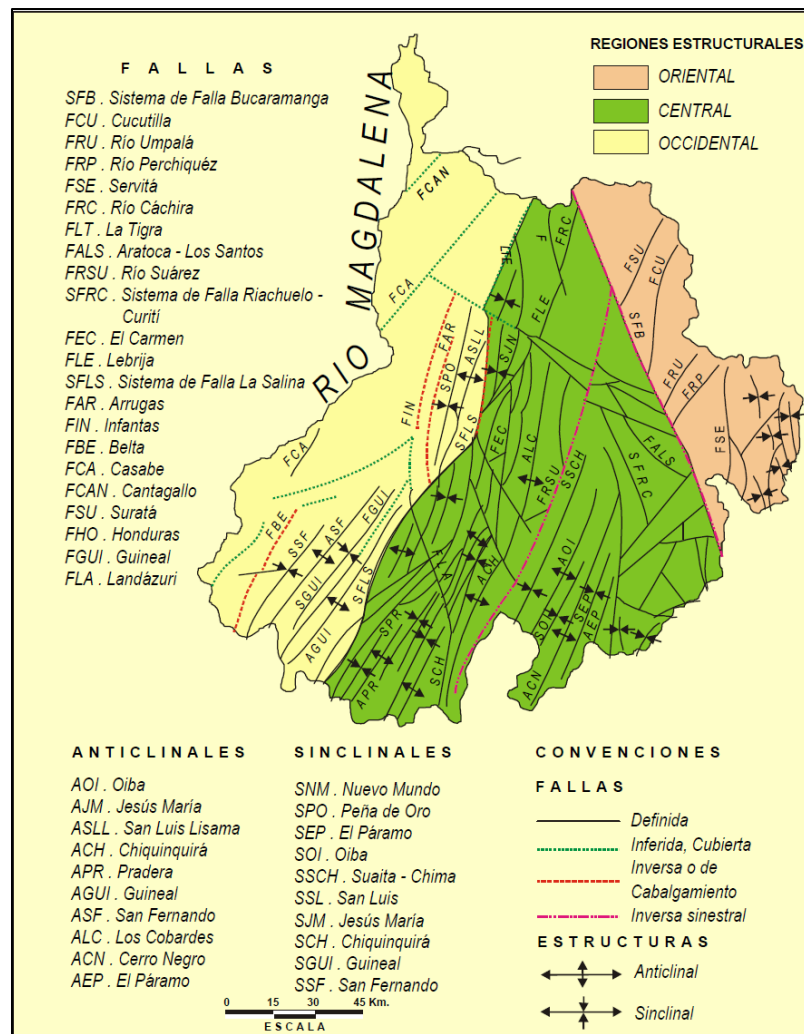 F A L L A S
SFB . Sistema de Falla Bucaramanga
FCU . Cucutilla
FRU . Río Umpalá
FRP . Río Perchiquéz
FSE . Servitá
FRC . Río Cáchira
FLT . La Tigra
FALS . Aratoca - Los Santos
FRSU . Río Suárez
SFRC . Sistema de Falla Riachuelo -
Curití
FEC . El Carmen
FLE . Lebrija
SFLS . Sistema de Falla La Salina
FAR . Arrugas
FIN . Infantas
FBE . Belta
FCA . Casabe
FCAN . Cantagallo
FSU . Suratá
FHO . Honduras
FGUI . Guineal
FLA . Landázuri
REGIONES ESTRUCTURALES
ORIENTAL
CENTRAL
OCCIDENTAL
RIO MAGDALENA
FCAN
FCA
F
FRC
FLE
FSU
FCU
SFB
FAR
SPO
ASLL
SJN
FIN
SFLS
FEC
ALC
FRSU
SSCH
FALS
SFRC
FRU
FRP
FSE
FCA
FBE
SSF
ASF
FGUI
SGUI
SFLS
AGUI
FLA
ACH
SPR
APR
SCH
AOI
SOI
SEP
AEP
ACN
A N T I C L I N A L E S
AOI . Oiba
AJM . Jesús María
ASLL . San Luis Lisama
ACH . Chiquinquirá
APR . Pradera
AGUI . Guineal
ASF . San Fernando
ALC . Los Cobardes
ACN . Cerro Negro
AEP . El Páramo
S I N C L I N A L E S
SNM . Nuevo Mundo
SPO . Peña de Oro
SEP . El Páramo
SOI . Oiba
SSCH . Suaita - Chima
SSL . San Luis
SJM . Jesús María
SCH . Chiquinquirá
SGUI . Guineal
SSF . San Fernando
C O N V E N C I O N E S
F A L L A S
Definida
Inferida, Cubierta
Inversa o de
Cabalgamiento
Inversa sinestral
E S T R U C T U R A S
Anticlinal
Sinclinal
0 15 30 45 Km.
E S C A L A